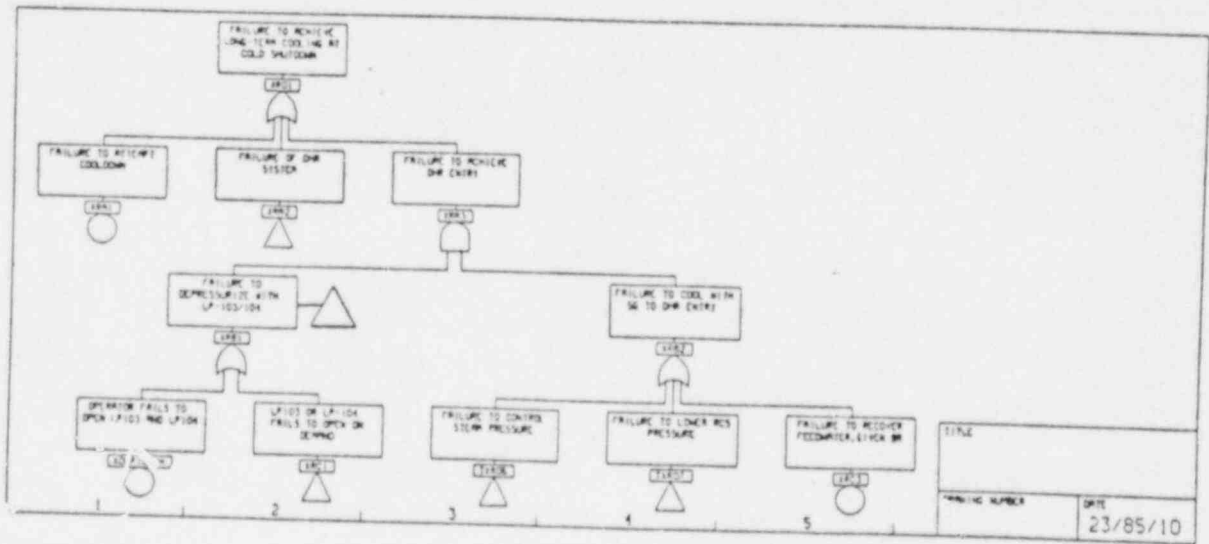 FAILURE TO ACHIEVE
LONG-TERM COOLING AT
COLD SHUTDOWN
FAILURE TO ATTEMPT
COOLDOWN
FAILURE OF DHR
SYSTEM
FAILURE TO ACHIEVE
DHR ENTRY
FAILURE TO
DEPRESSURIZE WITH
LP-103/104
FAILURE TO COOL WITH
SG TO DHR ENTRY
OPERATOR FAILS TO
OPEN LP103 AND LP104
LP103 OR LP-104
FAILS TO OPEN ON
DEMAND
FAILURE TO CONTROL
STEAM PRESSURE
FAILURE TO LOWER RCS
PRESSURE
FAILURE TO RECOVER
FEEDWATER, GIVEN
1
2
3
4
5
TITLE
DRAWING NUMBER
DATE
23/85/10